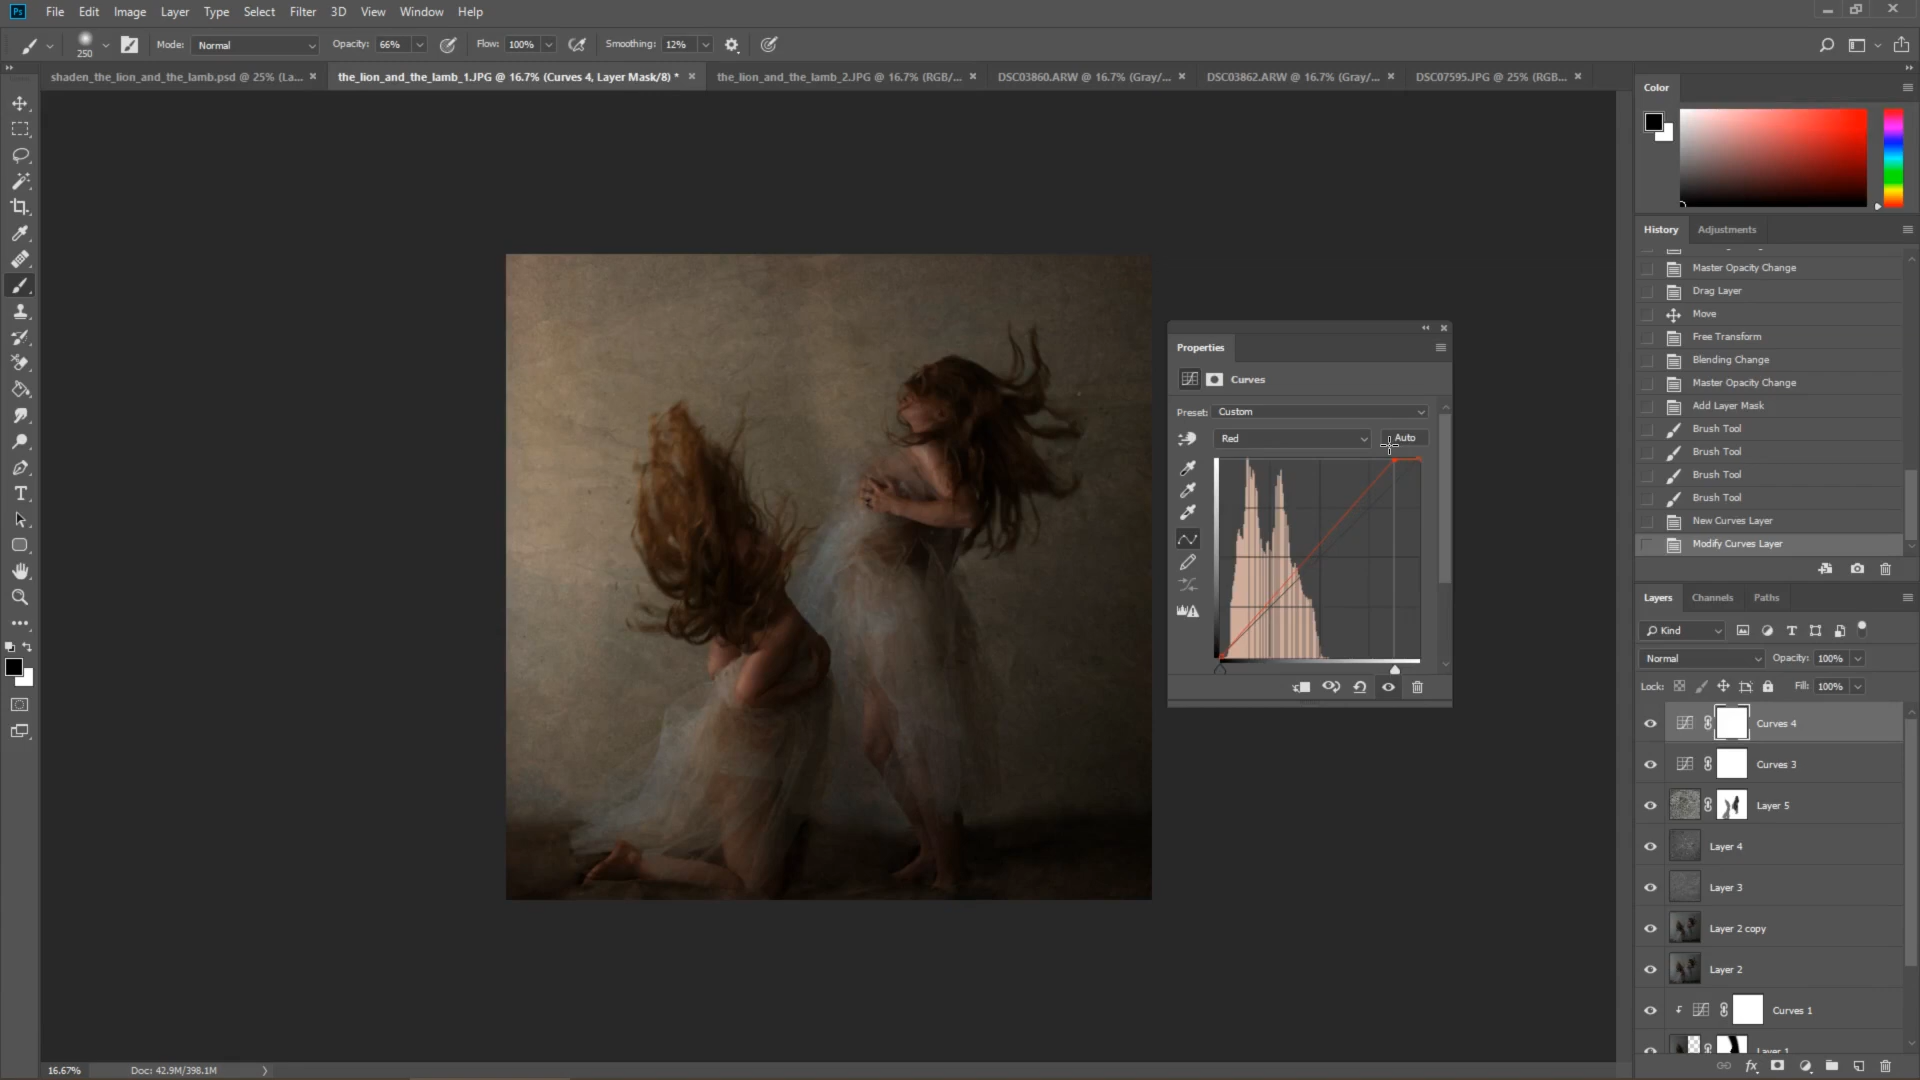 Ps File Edit Image Layer Type Select Filter 3D View Window Help
250 Mode: Normal Opacity: 66% Flow: 100% Smoothing: 12%
shaden_the_lion_and_the_lamb.psd @ 25% (La... × the_lion_and_the_lamb_1.JPG @ 16.7% (Curves 4, Layer Mask/8) * × the_lion_and_the_lamb_2.JPG @ 16.7% (RGB/... × DSC03860.ARW @ 16.7% (Gray/... × DSC03862.ARW @ 16.7% (Gray/... × DSC07595.JPG @ 25% (RGB... ×
Color
History Adjustments
Master Opacity Change
Drag Layer
Move
Free Transform
Blending Change
Master Opacity Change
Add Layer Mask
Brush Tool
Brush Tool
Brush Tool
Brush Tool
New Curves Layer
Modify Curves Layer
Properties
Curves
Preset: Custom
Red Auto
Layers Channels Paths
Kind
Normal Opacity: 100%
Lock: Fill: 100%
Curves 4
Curves 3
Layer 5
Layer 4
Layer 3
Layer 2 copy
Layer 2
Curves 1
Layer 1
16.67% Doc: 42.9M/398.1M